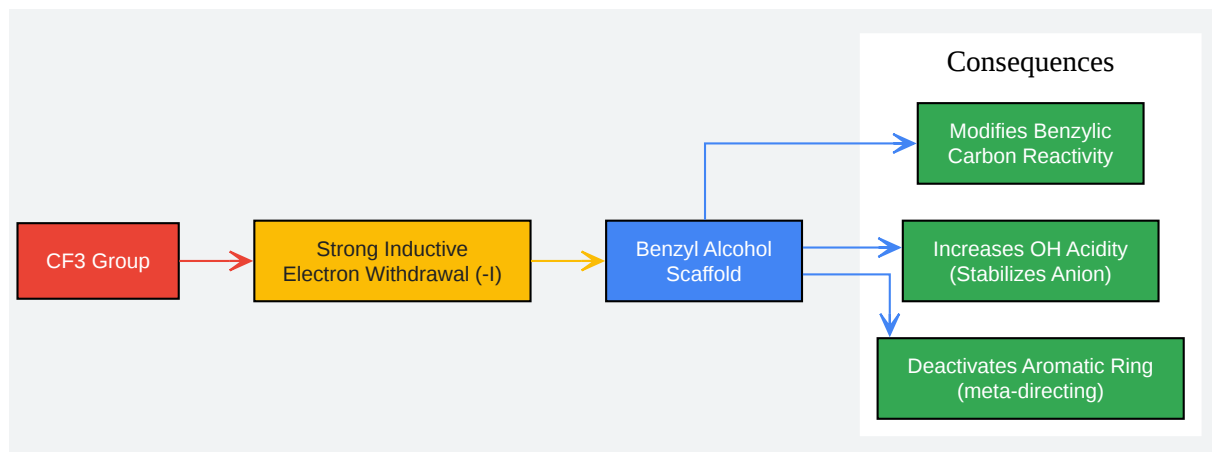 Consequences
Modifies Benzylic
Carbon Reactivity
CF3 Group
Strong Inductive
Electron Withdrawal (-I)
Benzyl Alcohol
Scaffold
Increases OH Acidity
(Stabilizes Anion)
Deactivates Aromatic Ring
(meta-directing)